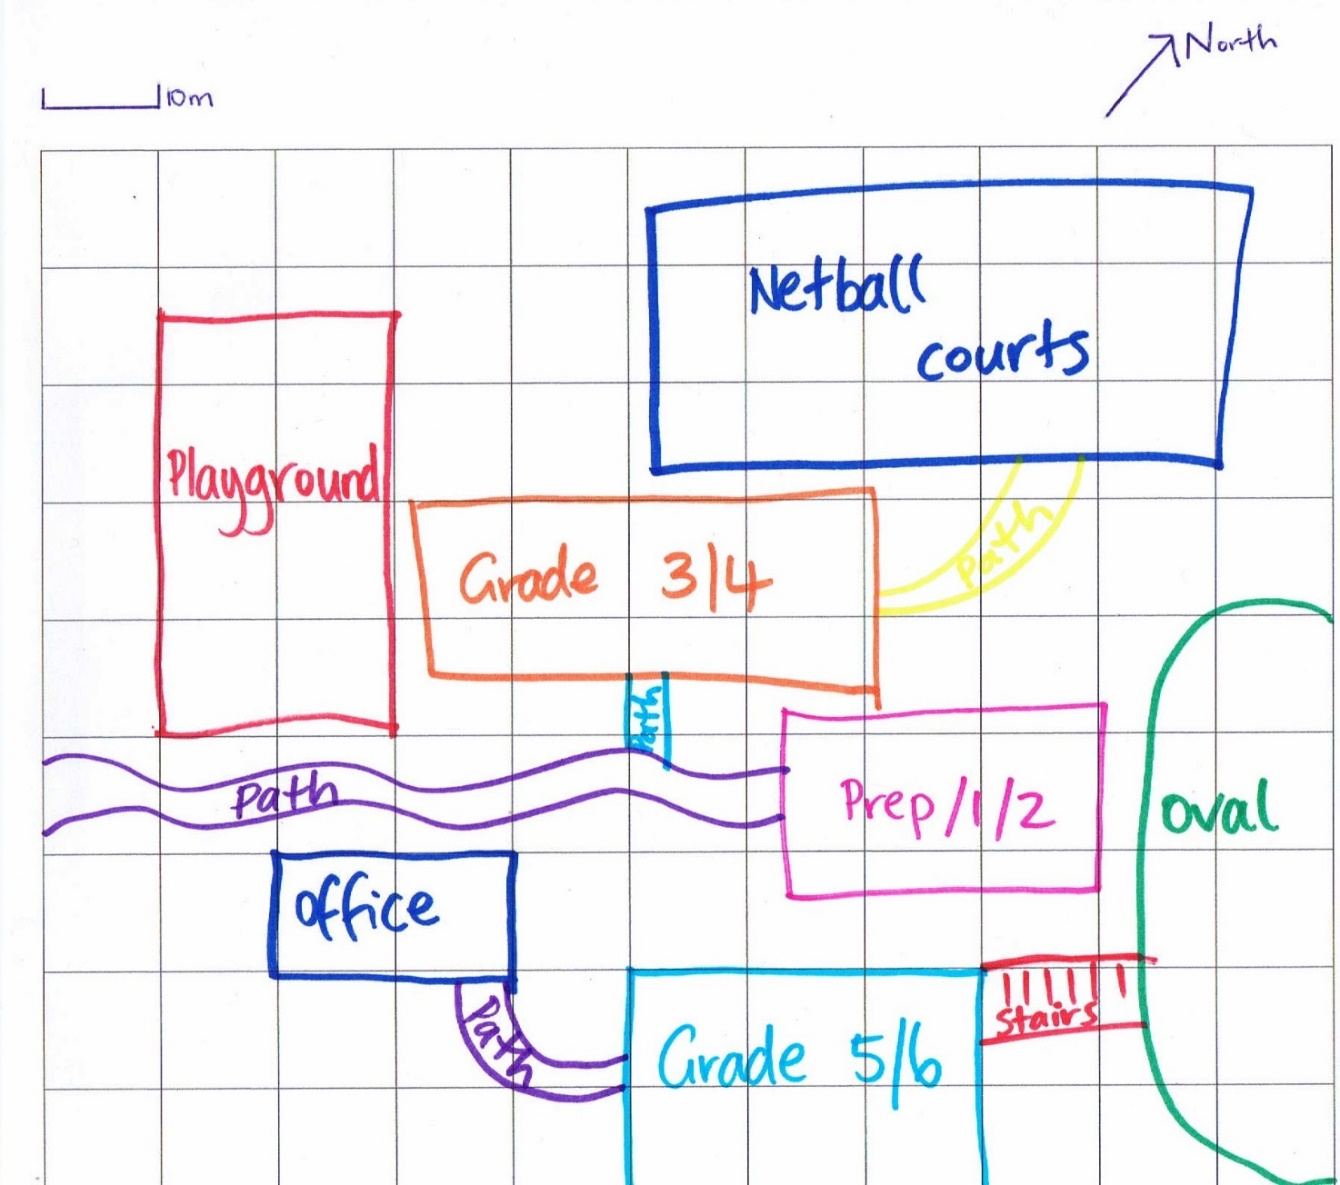 North
10m
Netball
courts
Playground
Path
Grade 3/4
Path
Path
Prep/1/2
oval
office
Path
Stairs
Grade 5/6